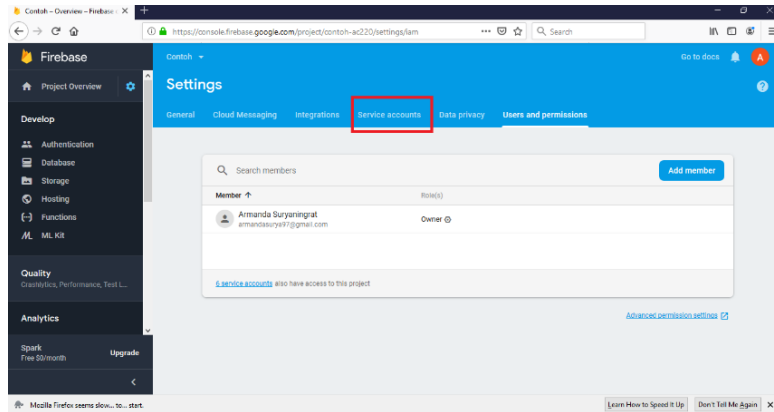 Contoh – Overview – Firebase
https://console.firebase.google.com/project/contoh-ac220/settings/iam
Search
Firebase
Contoh
Go to docs
A
Project Overview
Settings
General
Cloud Messaging
Integrations
Service accounts
Data privacy
Users and permissions
Develop
Authentication
Database
Storage
Hosting
Functions
ML Kit
Search members
Add member
Member
Role(s)
Armanda Suryaningrat
armandasurya97@gmail.com
Owner
Quality
Crashlytics, Performance, Test L...
6 service accounts also have access to this project
Analytics
Advanced permission settings
Spark
Free $0/month
Upgrade
Mozilla Firefox seems slow... to... start.
Learn How to Speed It Up
Don't Tell Me Again